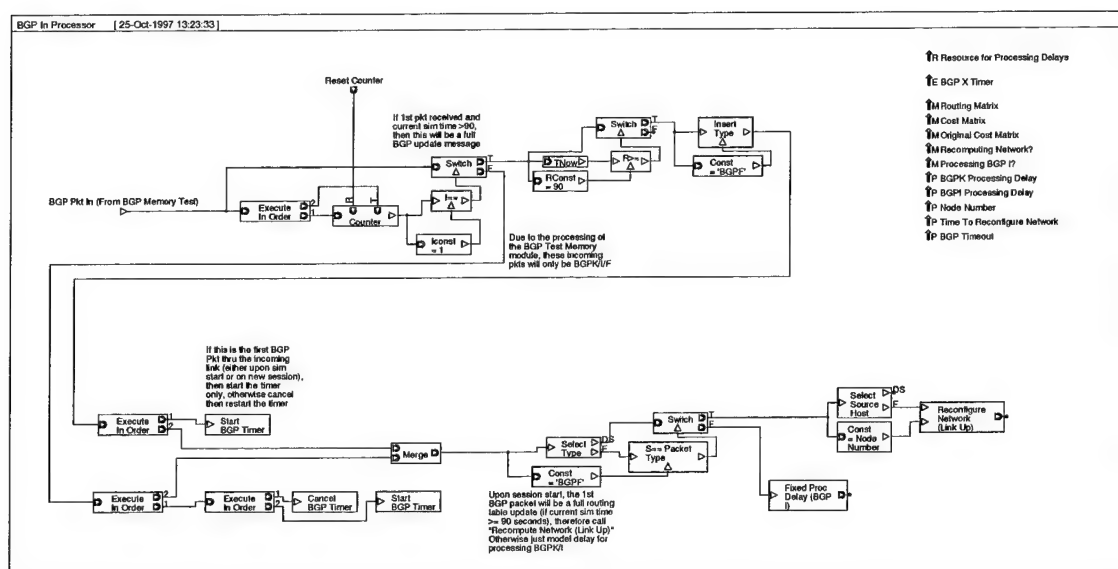 BGP In Processor [ 25-Oct-1997 13:23:33 ]
R Resource for Processing Delays
E BGP X Timer
M Routing Matrix
M Cost Matrix
M Original Cost Matrix
M Recomputing Network?
M Processing BGP I?
P BGPK Processing Delay
P BGPI Processing Delay
P Node Number
P Time To Reconfigure Network
P BGP Timeout
Reset Counter
If 1st pkt received and
current sim time >90,
then this will be a full
BGP update message
Switch
T
F
TNow
RConst
= 90
R>=
Switch
T
F
Insert
Type
Const
= 'BGPF'
BGP Pkt In (From BGP Memory Test)
Execute
In Order
2
1
R
T
Counter
I==
Iconst
= 1
Due to the processing of
the BGP Test Memory
module, these incoming
pkts will only be BGPK/I/F
If this is the first BGP
Pkt thru the incoming
link (either upon sim
start or on new session),
then start the timer
only, otherwise cancel
then restart the timer
Execute
In Order
1
2
Start
BGP Timer
Merge
Select
Type
DS
F
Const
= 'BGPF'
S== Packet
Type
Switch
T
F
Select
Source
Host
DS
F
Const
= Node
Number
Reconfigure
Network
(Link Up)
Fixed Proc
Delay (BGP
I)
Execute
In Order
2
1
Execute
In Order
1
2
Cancel
BGP Timer
Start
BGP Timer
Upon session start, the 1st
BGP packet will be a full routing
table update (if current sim time
>= 90 seconds), therefore call
"Recompute Network (Link Up)"
Otherwise just model delay for
processing BGPK/I